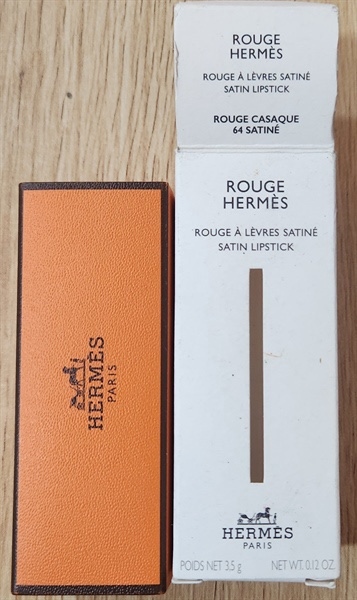 HERMÈS
PARIS
ROUGE
HERMÈS
ROUGE À LÈVRES SATINÉ
SATIN LIPSTICK
ROUGE CASAQUE
64 SATINÉ
ROUGE
HERMÈS
ROUGE À LÈVRES SATINÉ
SATIN LIPSTICK
HERMÈS
PARIS
POIDS NET 3,5 g NET WT. 0.12 OZ.